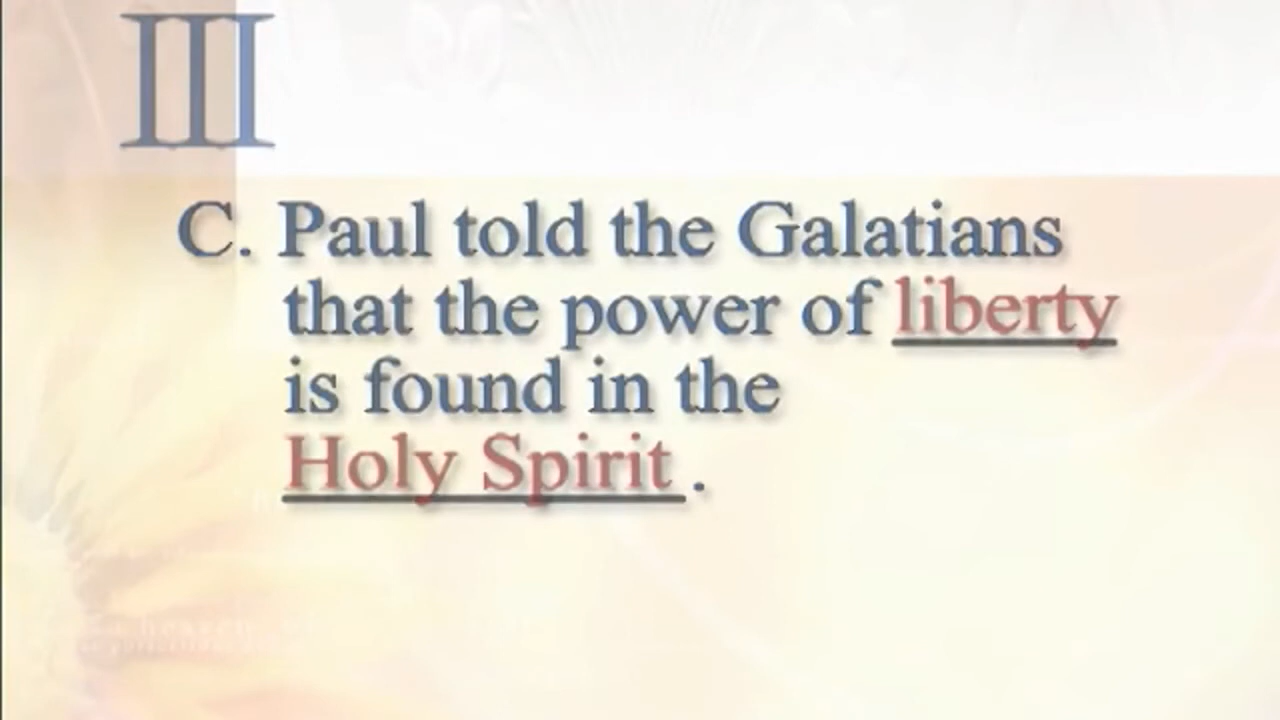 III
C. Paul told the Galatians
that the power of liberty
is found in the
Holy Spirit.